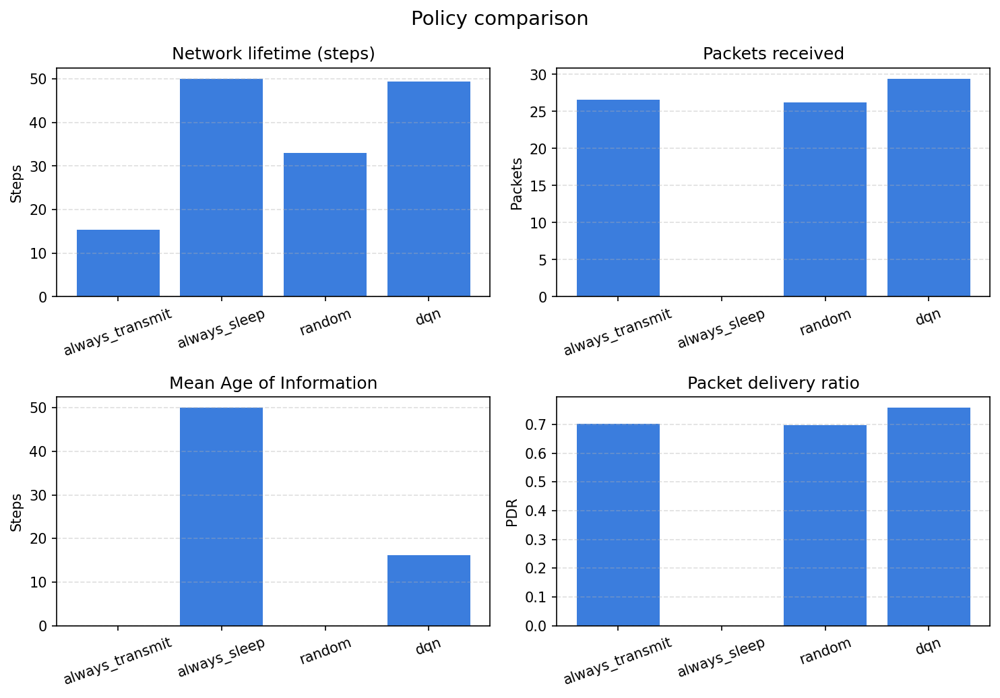 Policy comparison
Network lifetime (steps)
Steps
50
40
30
20
10
0
always_transmit
always_sleep
random
dqn
Packets received
Packets
30
25
20
15
10
5
0
always_transmit
always_sleep
random
dqn
Mean Age of Information
Steps
50
40
30
20
10
0
always_transmit
always_sleep
random
dqn
Packet delivery ratio
PDR
0.7
0.6
0.5
0.4
0.3
0.2
0.1
0.0
always_transmit
always_sleep
random
dqn